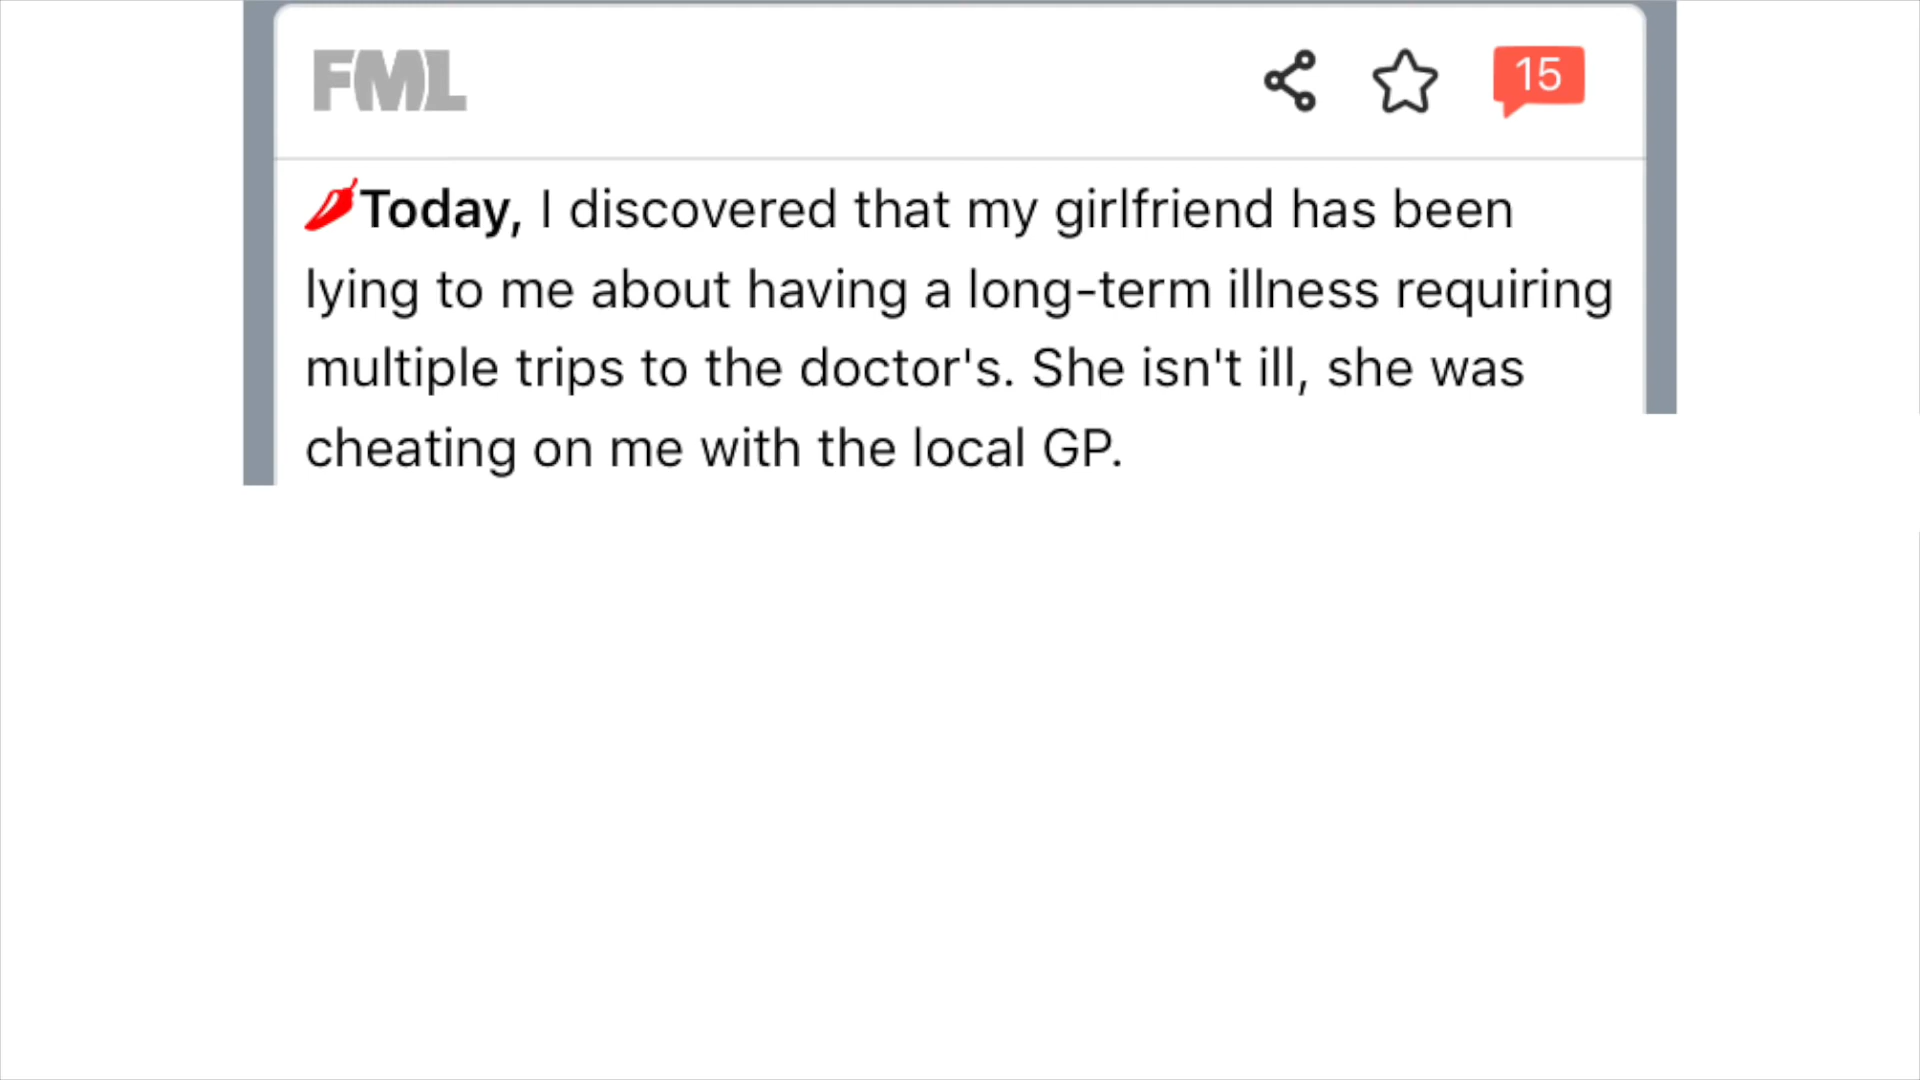 FML
15
Today, I discovered that my girlfriend has been
lying to me about having a long-term illness requiring
multiple trips to the doctor's. She isn't ill, she was
cheating on me with the local GP.